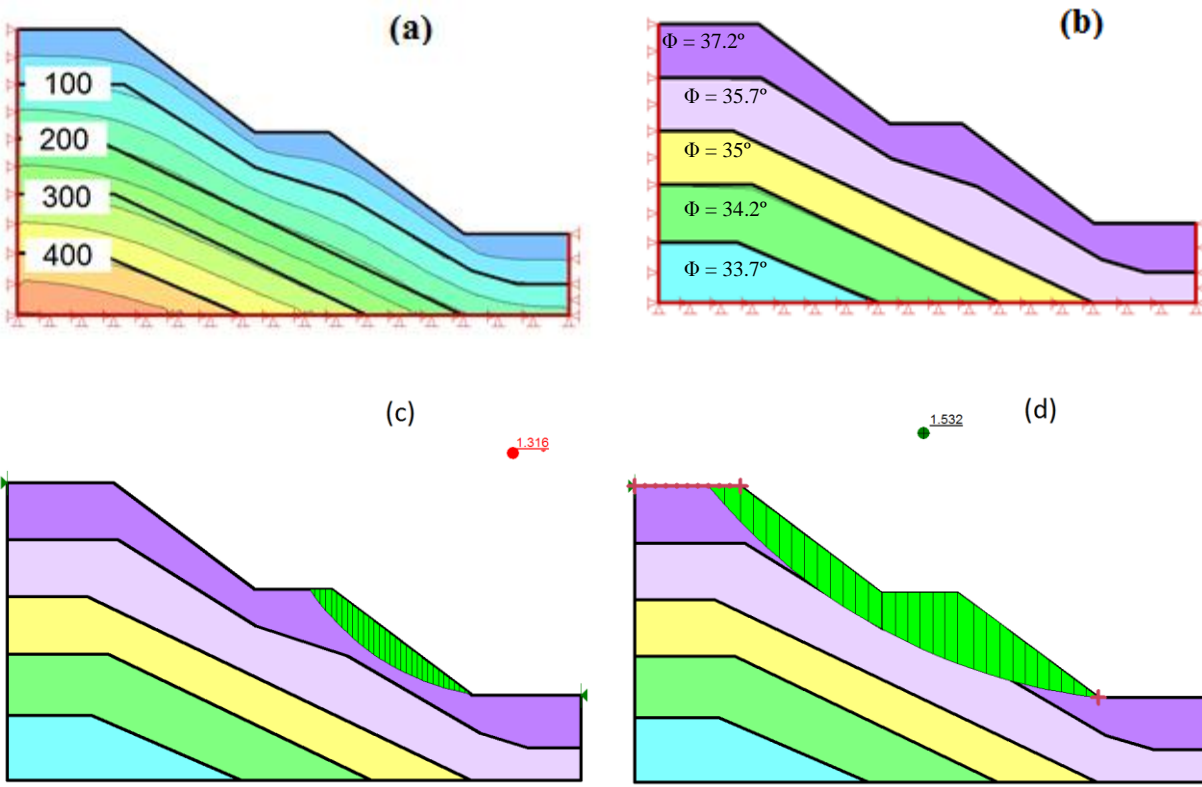 (a)
100
200
300
400
(b)
Φ = 37.2º
Φ = 35.7º
Φ = 35º
Φ = 34.2º
Φ = 33.7º
(c)
1.316
(d)
1.532